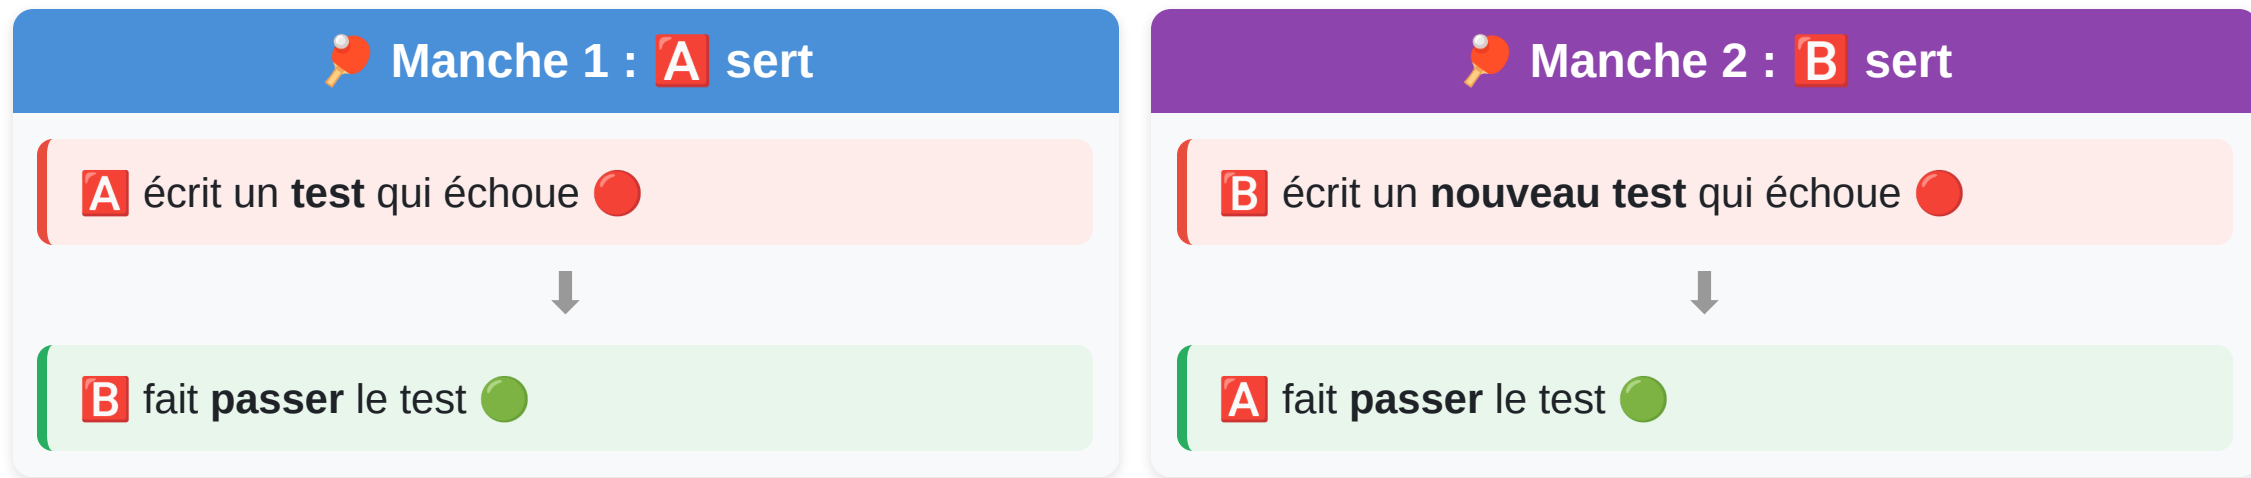 🏓 Manche 1 : 🅰 sert
🅰 écrit un test qui échoue 🔴
⬇
🅱 fait passer le test 🟢
🏓 Manche 2 : 🅱 sert
🅱 écrit un nouveau test qui échoue 🔴
⬇
🅰 fait passer le test 🟢